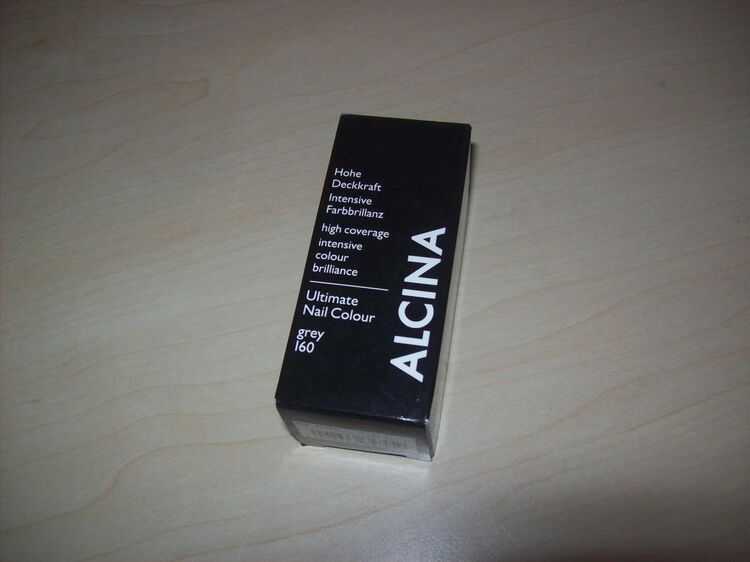 Hohe
Deckkraft
Intensive
Farbbrillanz
high coverage
intensive
colour
brilliance
Ultimate
Nail Colour
grey
160
ALCINA